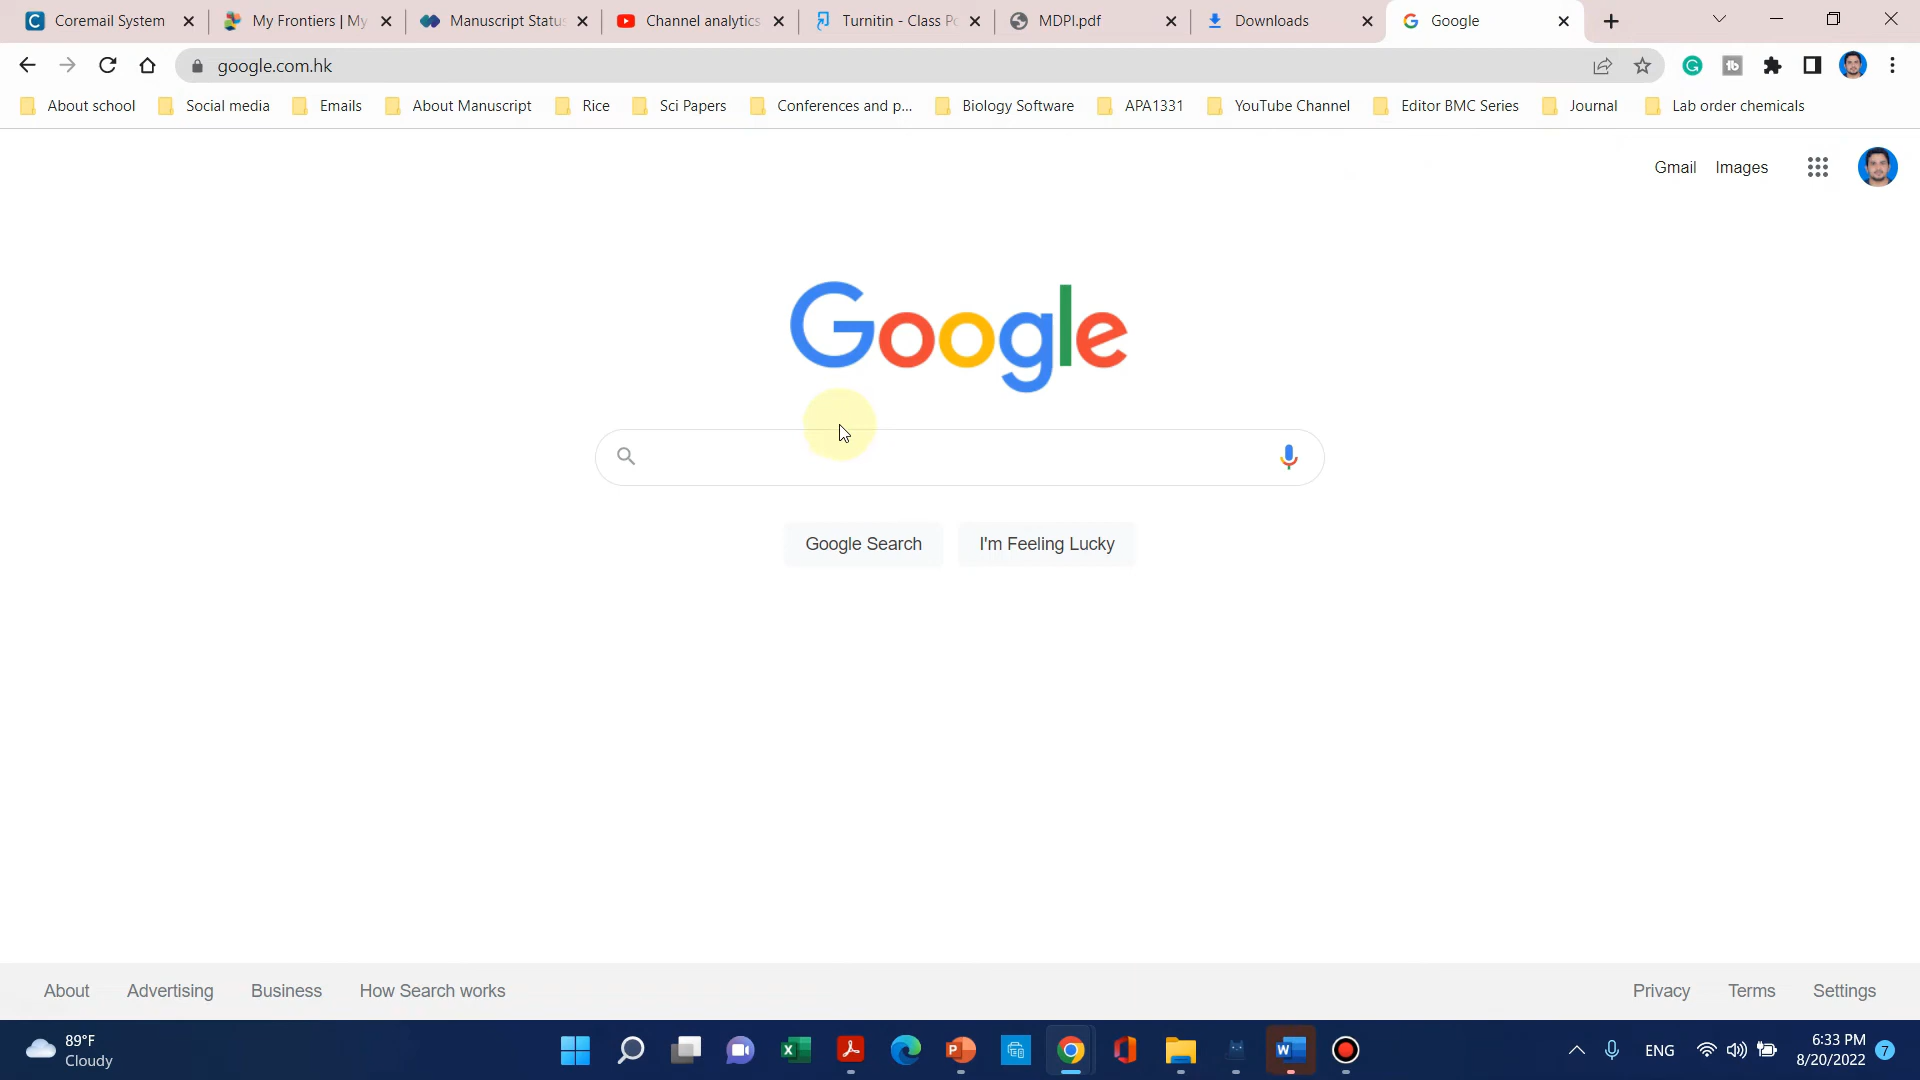 Coremail System
My Frontiers | My
Manuscript Status
Channel analytics
Turnitin - Class Po
MDPI.pdf
Downloads
Google
google.com.hk
About school
Social media
Emails
About Manuscript
Rice
Sci Papers
Conferences and p...
Biology Software
APA1331
YouTube Channel
Editor BMC Series
Journal
Lab order chemicals
Gmail
Images
Google
Google Search
I'm Feeling Lucky
About
Advertising
Business
How Search works
Privacy
Terms
Settings
89°F
Cloudy
ENG
6:33 PM
8/20/2022
7